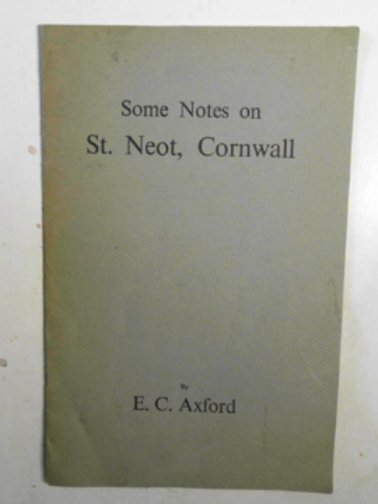 Some Notes on
St. Neot, Cornwall
By
E. C. Axford